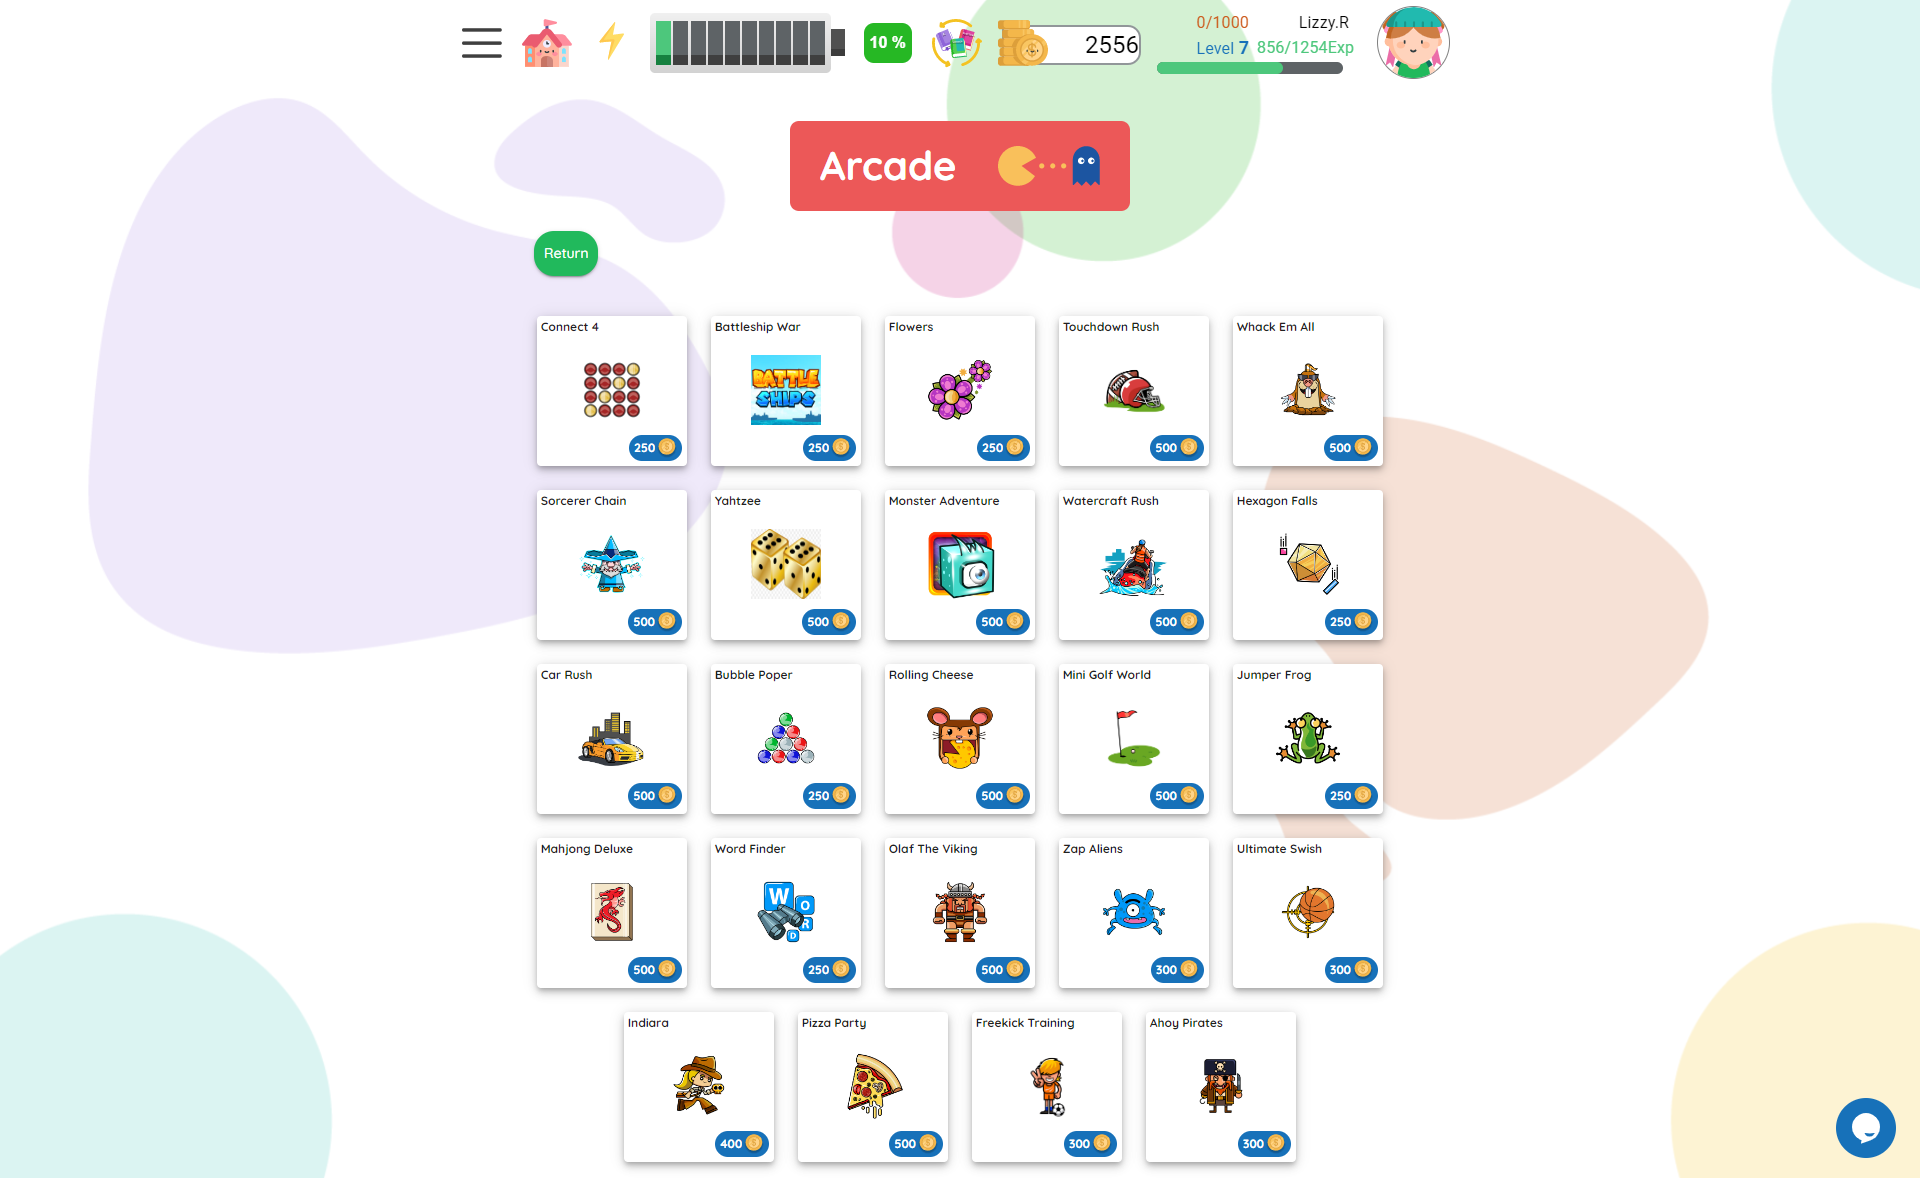 10 %
2556
0/1000 Lizzy.R
Level 7 856/1254Exp
Arcade
Return
Connect 4
250
Battleship War
BATTLE
SHIPS
250
Flowers
250
Touchdown Rush
500
Whack Em All
500
Sorcerer Chain
500
Yahtzee
500
Monster Adventure
500
Watercraft Rush
500
Hexagon Falls
250
Car Rush
500
Bubble Poper
250
Rolling Cheese
500
Mini Golf World
500
Jumper Frog
250
Mahjong Deluxe
500
Word Finder
W
O
R
D
250
Olaf The Viking
500
Zap Aliens
300
Ultimate Swish
300
Indiara
400
Pizza Party
500
Freekick Training
300
Ahoy Pirates
300